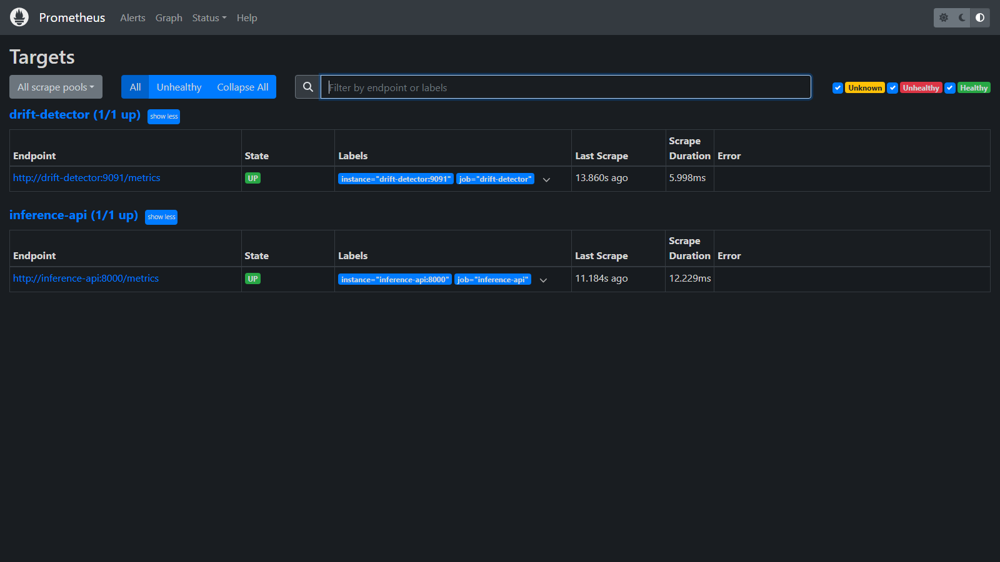 Prometheus Alerts Graph Status Help
Targets
All scrape pools All Unhealthy Collapse All Filter by endpoint or labels Unknown Unhealthy Healthy
drift-detector (1/1 up) show less
Endpoint State Labels Last Scrape Scrape Duration Error
http://drift-detector:9091/metrics UP instance="drift-detector:9091" job="drift-detector" 13.860s ago 5.998ms
inference-api (1/1 up) show less
Endpoint State Labels Last Scrape Scrape Duration Error
http://inference-api:8000/metrics UP instance="inference-api:8000" job="inference-api" 11.184s ago 12.229ms